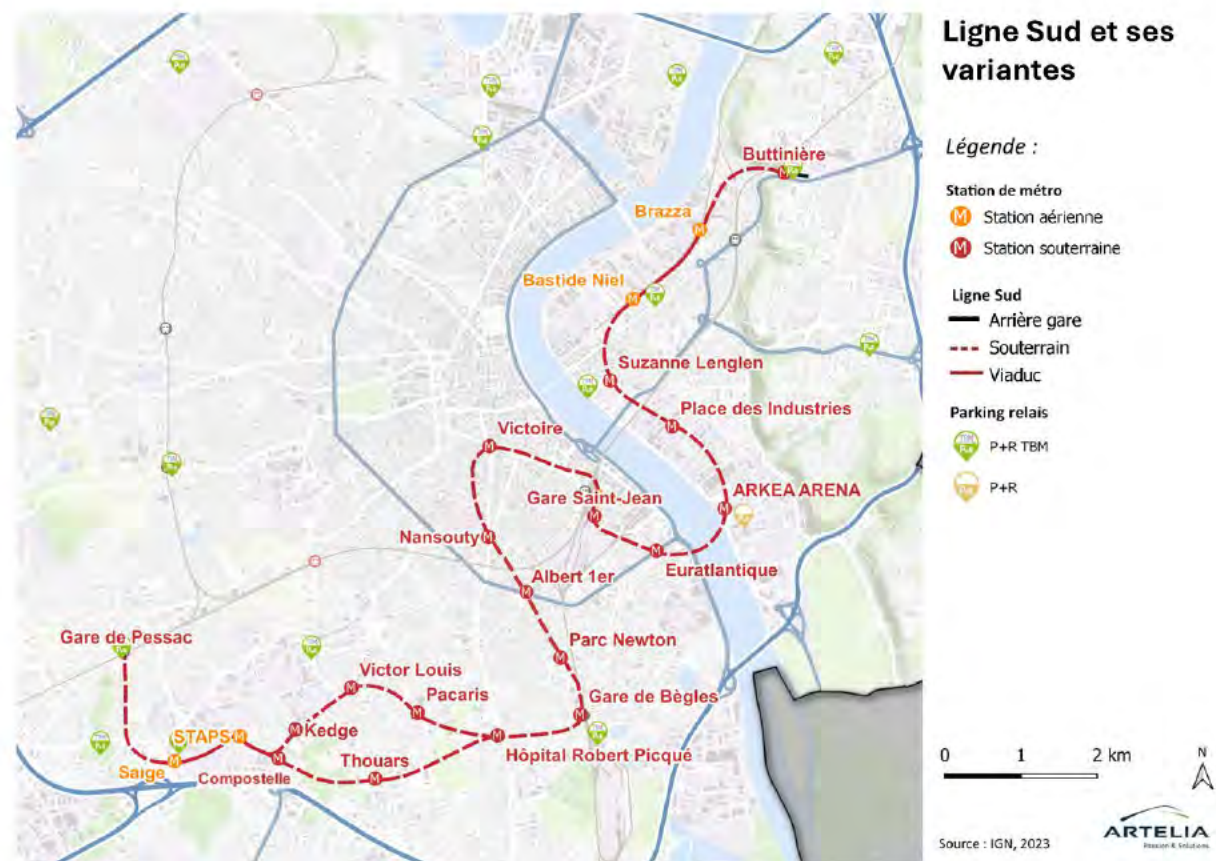 Ligne Sud et ses
variantes
Légende :
Station de métro
M Station aérienne
M Station souterraine
Ligne Sud
Arrière gare
Souterrain
Viaduc
Parking relais
P+R TBM
P+R
Buttinière
Brazza
Bastide Niel
Suzanne Lenglen
Place des Industries
Victoire
ARKEA ARENA
Gare Saint-Jean
Nansouty
Euratlantique
Albert 1er
Parc Newton
Gare de Pessac
Victor Louis
Pacaris
Gare de Bègles
STAPS
Kedge
Hôpital Robert Picqué
Thouars
Saige
Compostelle
0 1 2 km
N
Source : IGN, 2023
ARTELIA
Passion & Solutions